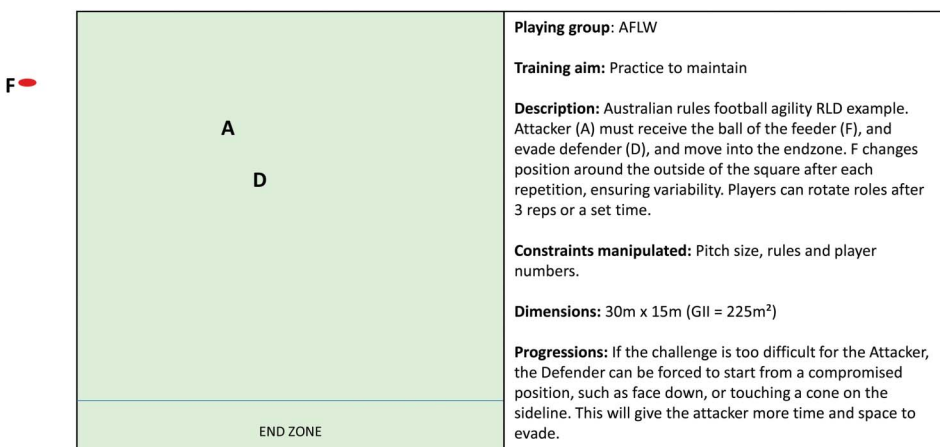 F
A
D
END ZONE
Playing group: AFLW
Training aim: Practice to maintain
Description: Australian rules football agility RLD example.
Attacker (A) must receive the ball of the feeder (F), and
evade defender (D), and move into the endzone. F changes
position around the outside of the square after each
repetition, ensuring variability. Players can rotate roles after
3 reps or a set time.
Constraints manipulated: Pitch size, rules and player
numbers.
Dimensions: 30m x 15m (GII = 225m²)
Progressions: If the challenge is too difficult for the Attacker,
the Defender can be forced to start from a compromised
position, such as face down, or touching a cone on the
sideline. This will give the attacker more time and space to
evade.